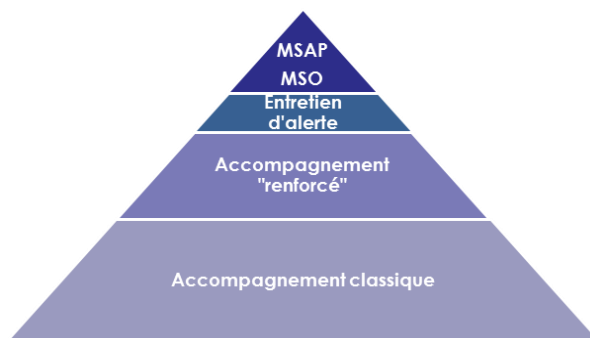 MSAP
MSO
Entretien
d'alerte
Accompagnement
"renforcé"
Accompagnement classique